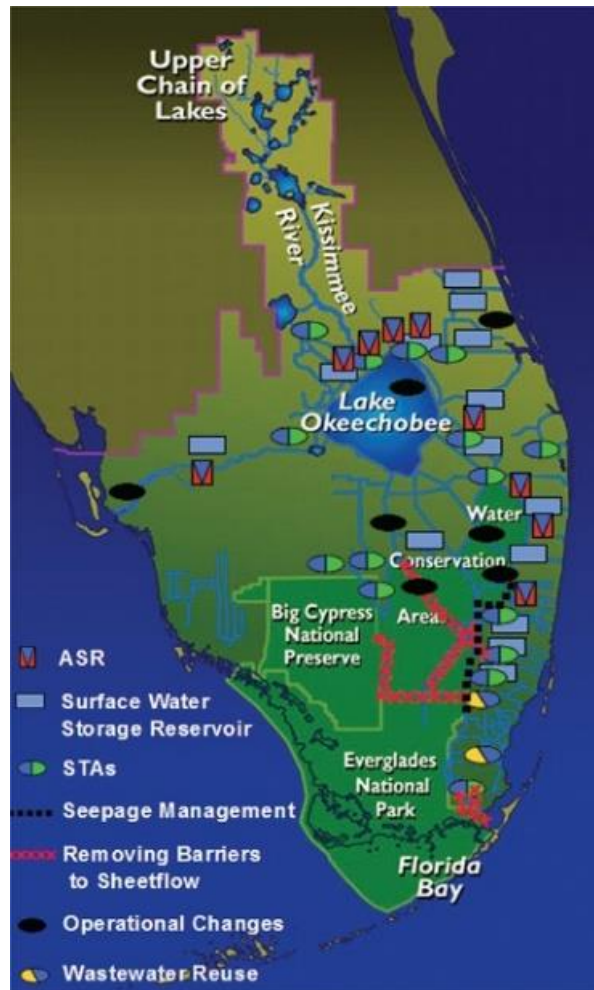 Upper
Chain of
Lakes
Kissimmee
River
Lake
Okeechobee
Water
Conservation
Area
Big Cypress
National
Preserve
Everglades
National
Park
Florida
Bay
ASR
Surface Water
Storage Reservoir
STAs
Seepage Management
Removing Barriers
to Sheetflow
Operational Changes
Wastewater Reuse